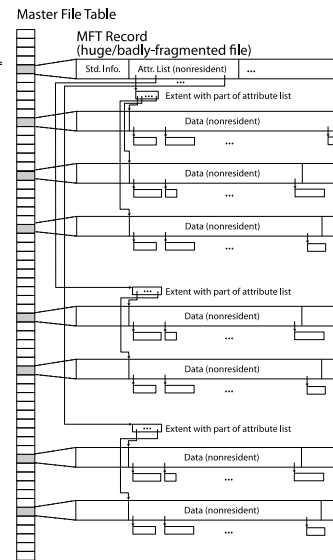 Master File Table
MFT Record
(huge/badly-fragmented file)
Std. Info. Attr. List (nonresident) ...
...
... Extent with part of attribute list
Data (nonresident)
...
Data (nonresident)
...
Data (nonresident)
...
... Extent with part of attribute list
Data (nonresident)
...
Data (nonresident)
...
... Extent with part of attribute list
Data (nonresident)
...
Data (nonresident)
...